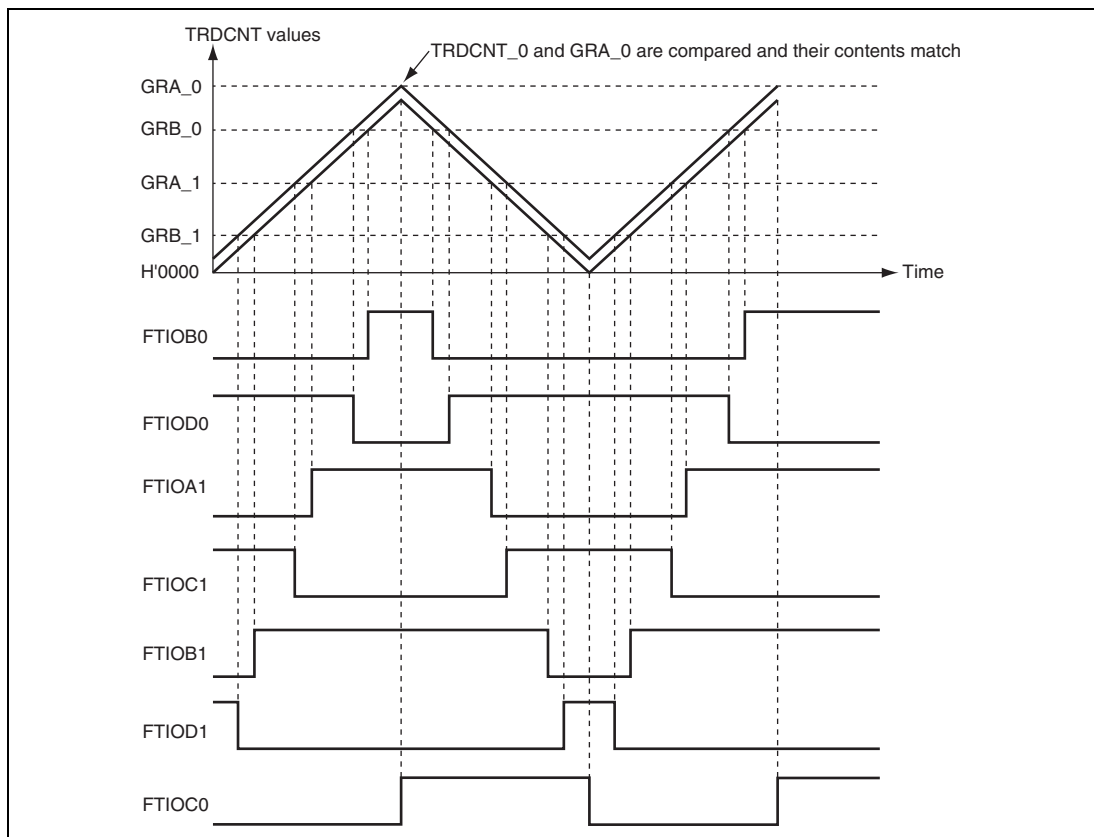 TRDCNT values
TRDCNT_0 and GRA_0 are compared and their contents match
GRA_0
GRB_0
GRA_1
GRB_1
H'0000
Time
FTIOB0
FTIOD0
FTIOA1
FTIOC1
FTIOB1
FTIOD1
FTIOC0